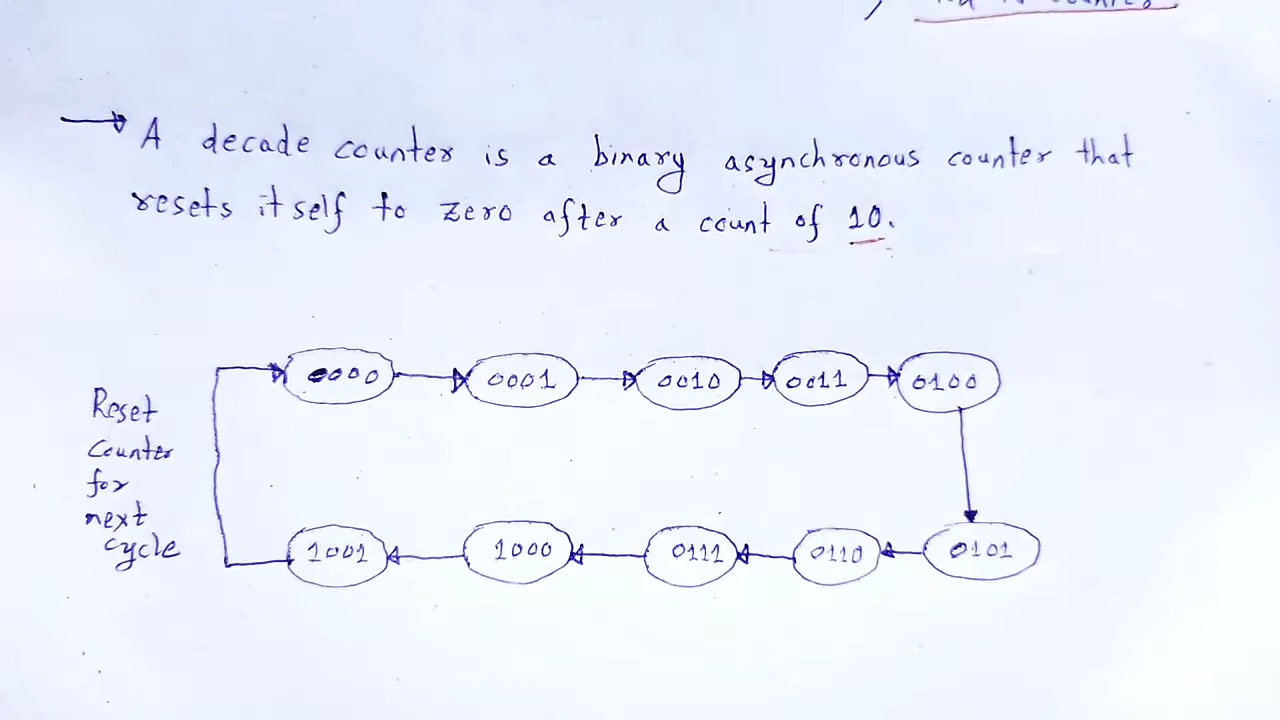 A decade counter is a binary asynchronous counter that
resets itself to zero after a count of 10.
0000 0001 0010 0011 0100
Reset
Counter
for
next
cycle
1001 1000 0111 0110 0101